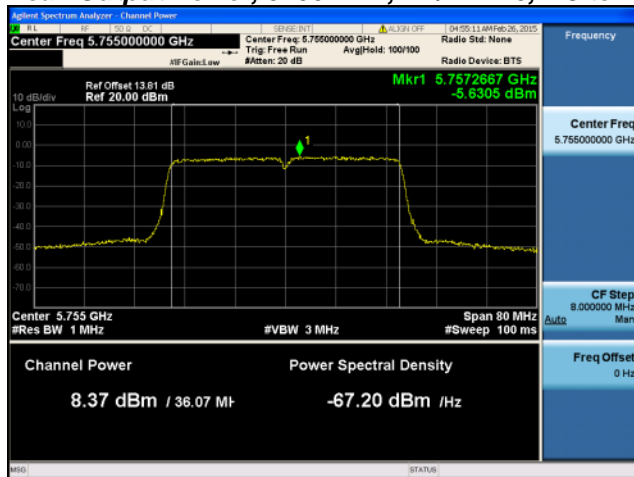 Agilent Spectrum Analyzer - Channel Power
RL RF 50 Ω DC SENSE:INT ALIGN OFF 04:55:11 AM Feb 26, 2015
Center Freq 5.755000000 GHz
Center Freq: 5.755000000 GHz Radio Std: None
Trig: Free Run Avg|Hold: 100/100
#IFGain:Low #Atten: 20 dB Radio Device: BTS
Ref Offset 13.81 dB Mkr1 5.7572667 GHz
10 dB/div Ref 20.00 dBm -5.6305 dBm
Log
10.0
1
0.00
-10.0
-20.0
-30.0
-40.0
-50.0
-60.0
-70.0
Center 5.755 GHz Span 80 MHz
#Res BW 1 MHz #VBW 3 MHz #Sweep 100 ms
Channel Power Power Spectral Density
8.37 dBm / 36.07 MH -67.20 dBm /Hz
MSG STATUS
Frequency
Center Freq
5.755000000 GHz
CF Step
8.000000 MHz
Auto Man
Freq Offset
0 Hz